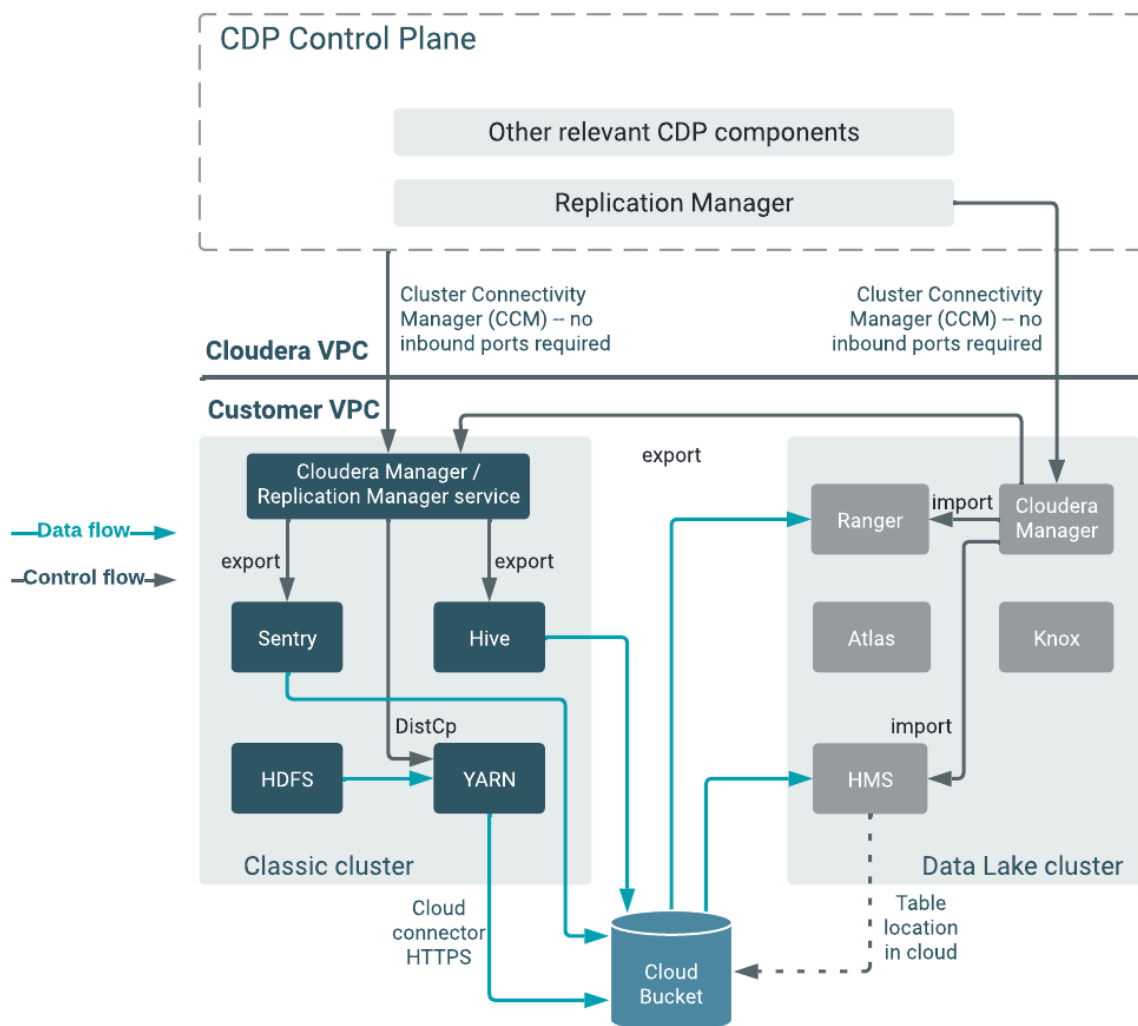 CDP Control Plane
Other relevant CDP components
Replication Manager
Cluster Connectivity
Manager (CCM) -- no
inbound ports required
Cluster Connectivity
Manager (CCM) -- no
inbound ports required
Cloudera VPC
Customer VPC
Cloudera Manager /
Replication Manager service
export
Ranger
import
Cloudera
Manager
Data flow
Control flow
export
export
Sentry
Hive
Atlas
Knox
DistCp
import
HDFS
YARN
HMS
Classic cluster
Data Lake cluster
Cloud
connector
HTTPS
Table
location
in cloud
Cloud
Bucket